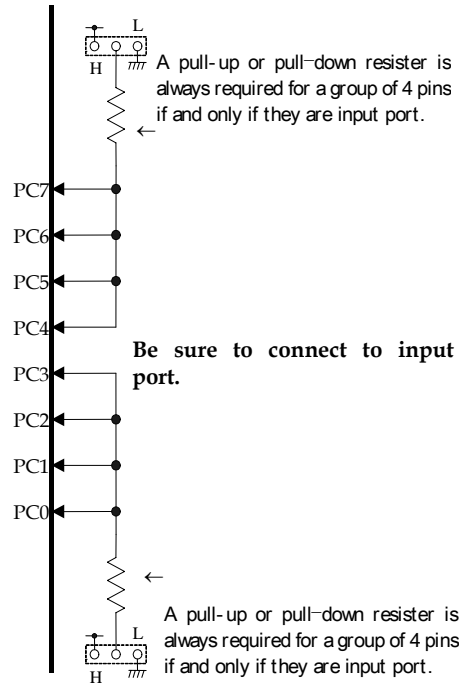 L
H
A pull-up or pull-down resister is
always required for a group of 4 pins
if and only if they are input port.
←
PC7
PC6
PC5
PC4
Be sure to connect to input
port.
PC3
PC2
PC1
PC0
←
A pull-up or pull-down resister is
always required for a group of 4 pins
if and only if they are input port.
L
H